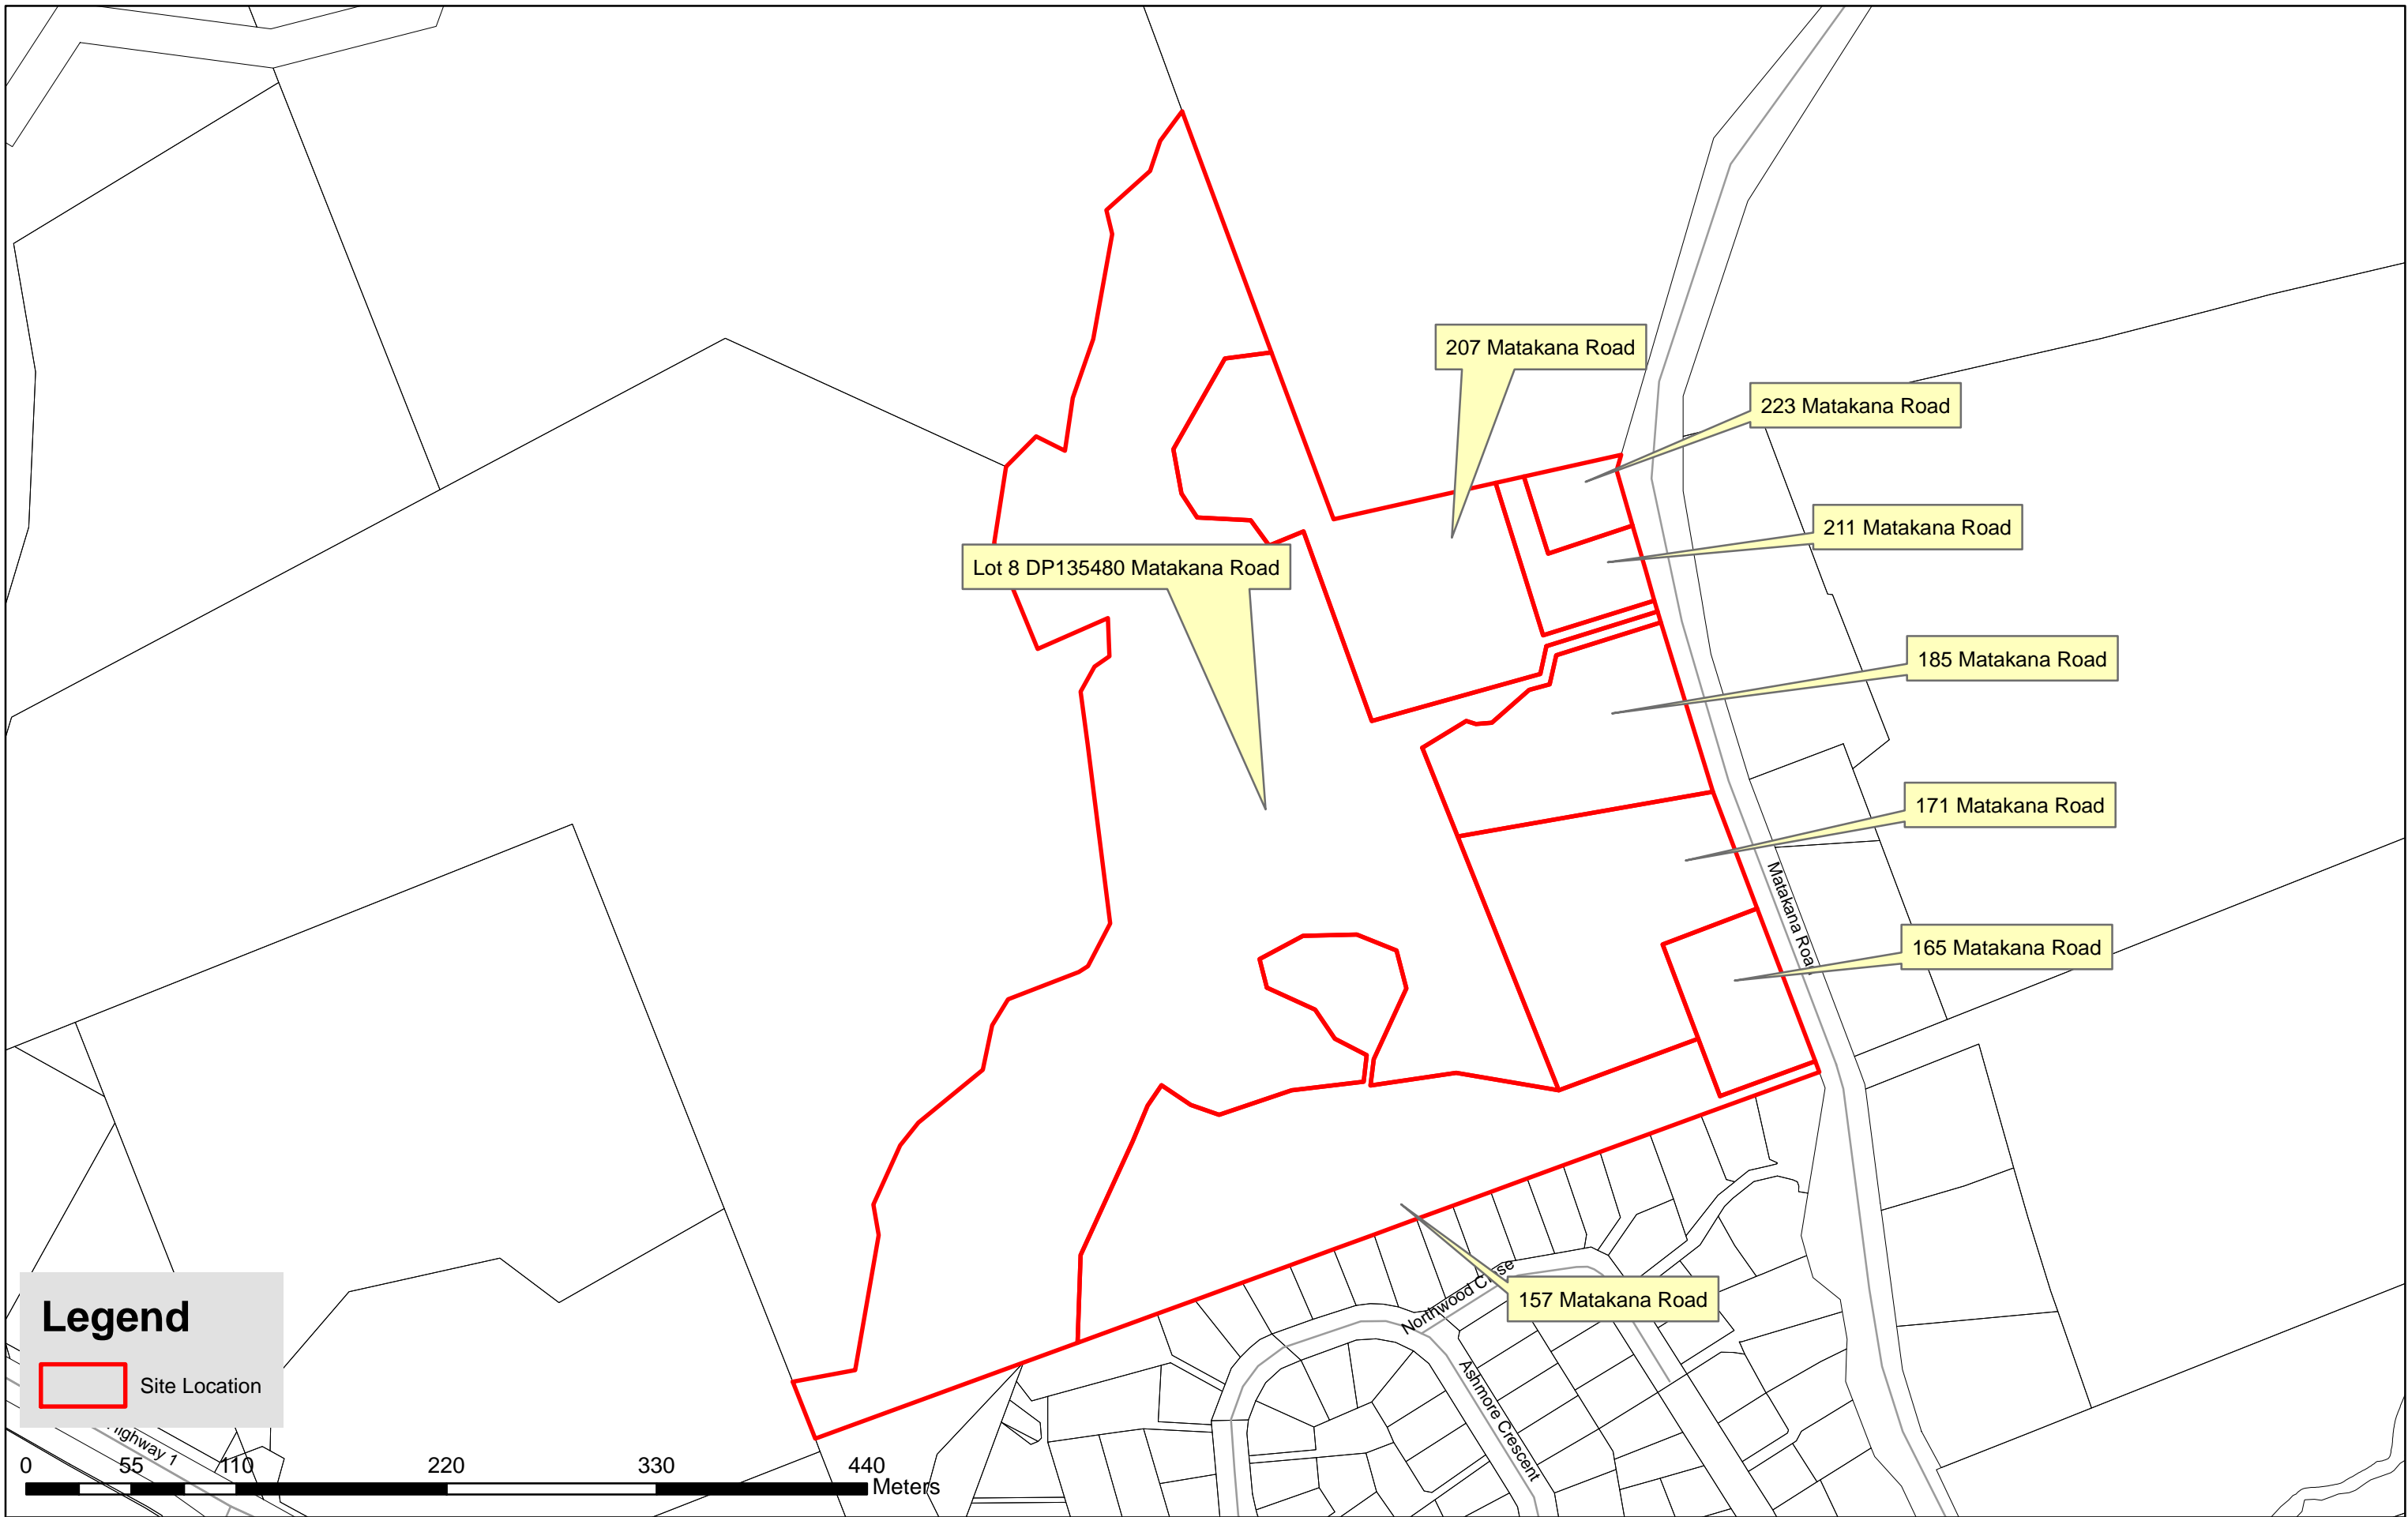 207 Matakana Road
223 Matakana Road
211 Matakana Road
Lot 8 DP135480 Matakana Road
185 Matakana Road
171 Matakana Road
Matakana Road
165 Matakana Road
157 Matakana Road
Northwood Close
Ashmore Crescent
Legend
Site Location
Highway 1
0 55 110 220 330 440
Meters